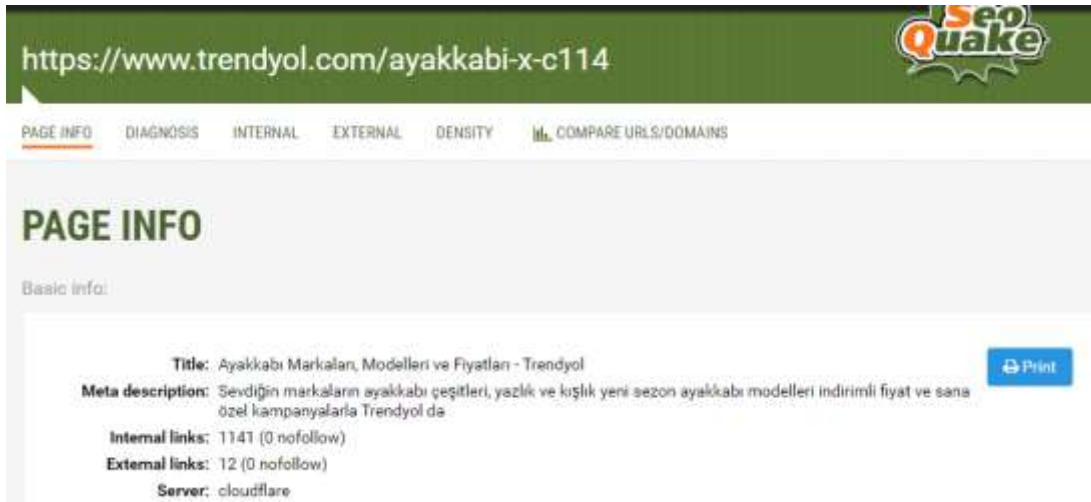 Seo
Quake
https://www.trendyol.com/ayakkabi-x-c114
PAGE INFO DIAGNOSIS INTERNAL EXTERNAL DENSITY COMPARE URLS/DOMAINS
PAGE INFO
Basic info:
Title: Ayakkabı Markaları, Modelleri ve Fiyatları - Trendyol
Print
Meta description: Sevdiğin markaların ayakkabı çeşitleri, yazlık ve kışlık yeni sezon ayakkabı modelleri indirimli fiyat ve sana
özel kampanyalarla Trendyol da
Internal links: 1141 (0 nofollow)
External links: 12 (0 nofollow)
Server: cloudflare